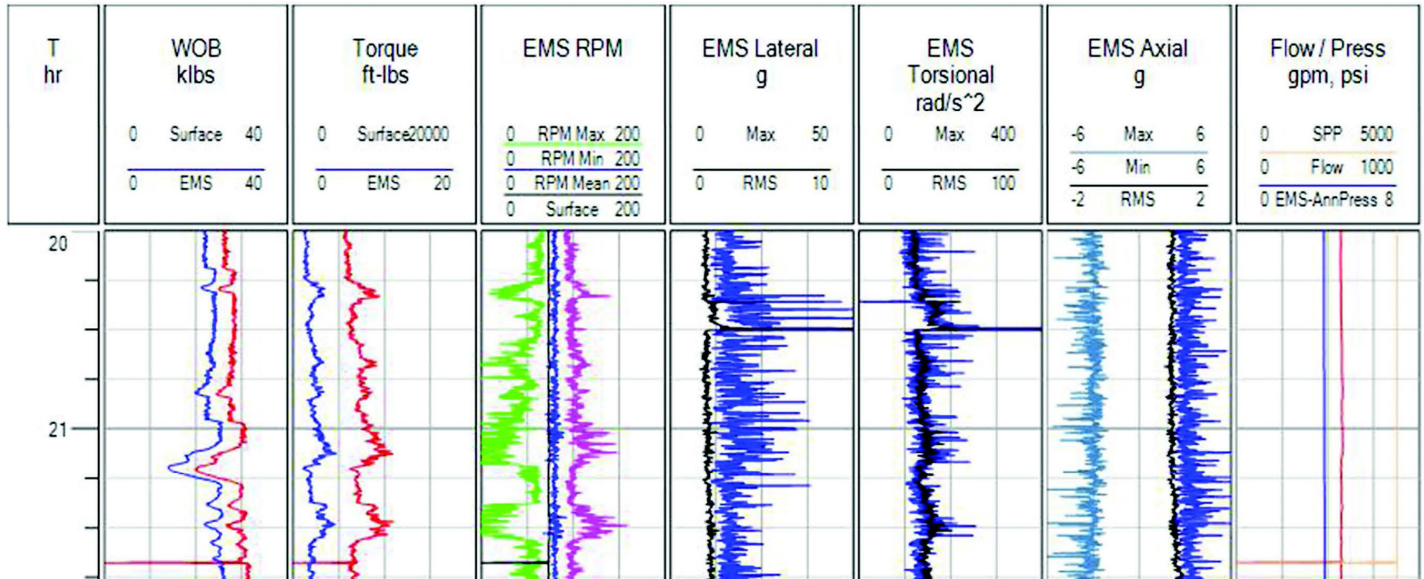 T
hr
WOB
klbs
0 Surface 40
0 EMS 40
Torque
ft-lbs
0 Surface20000
0 EMS 20
EMS RPM
0 RPM Max 200
0 RPM Min 200
0 RPM Mean 200
0 Surface 200
EMS Lateral
g
0 Max 50
0 RMS 10
EMS
Torsional
rad/s^2
0 Max 400
0 RMS 100
EMS Axial
g
-6 Max 6
-6 Min 6
-2 RMS 2
Flow / Press
gpm, psi
0 SPP 5000
0 Flow 1000
0 EMS-AnnPress 8
20
21